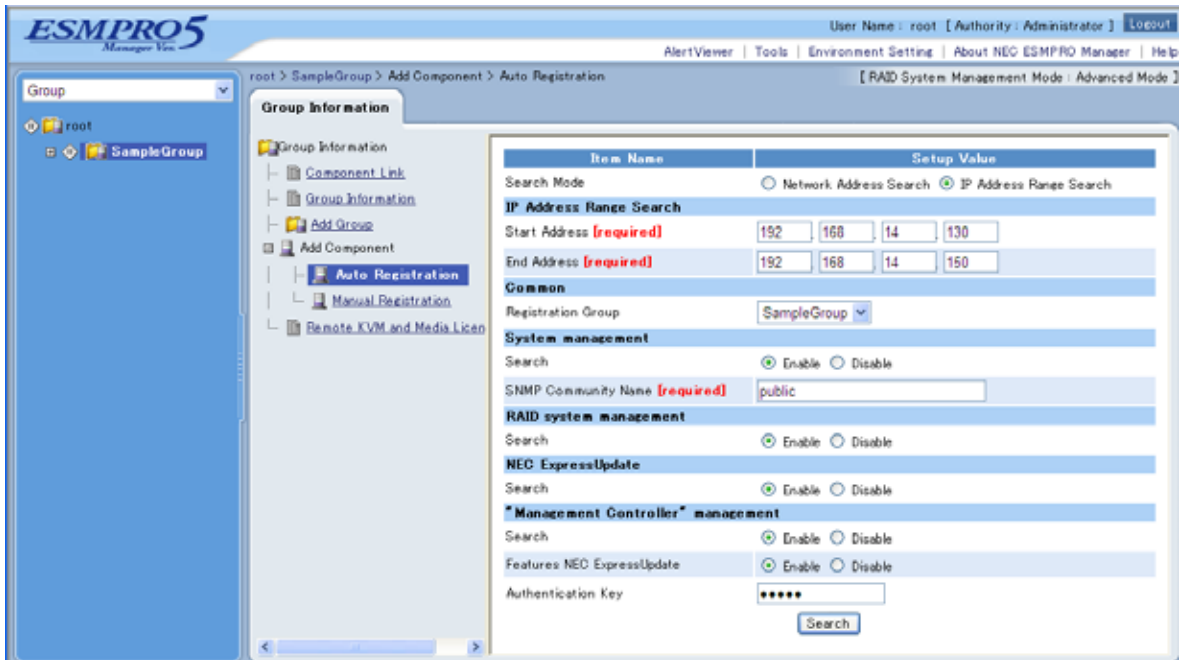 ESMPRO5
Manager Ver.
User Name : root [ Authority : Administrator ] Logout
AlertViewer | Tools | Environment Setting | About NEC ESMPRO Manager | Help
root > SampleGroup > Add Component > Auto Registration
[ RAID System Management Mode : Advanced Mode ]
Group
root
SampleGroup
Group Information
Group Information
Component Link
Group Information
Add Group
Add Component
Auto Registration
Manual Registration
Remote KVM and Media Licen
Item Name Setup Value
Search Mode Network Address Search IP Address Range Search
IP Address Range Search
Start Address [required] 192 . 168 . 14 . 130
End Address [required] 192 . 168 . 14 . 150
Common
Registration Group SampleGroup
System management
Search Enable Disable
SNMP Community Name [required] public
RAID system management
Search Enable Disable
NEC ExpressUpdate
Search Enable Disable
"Management Controller" management
Search Enable Disable
Features NEC ExpressUpdate Enable Disable
Authentication Key •••••
Search